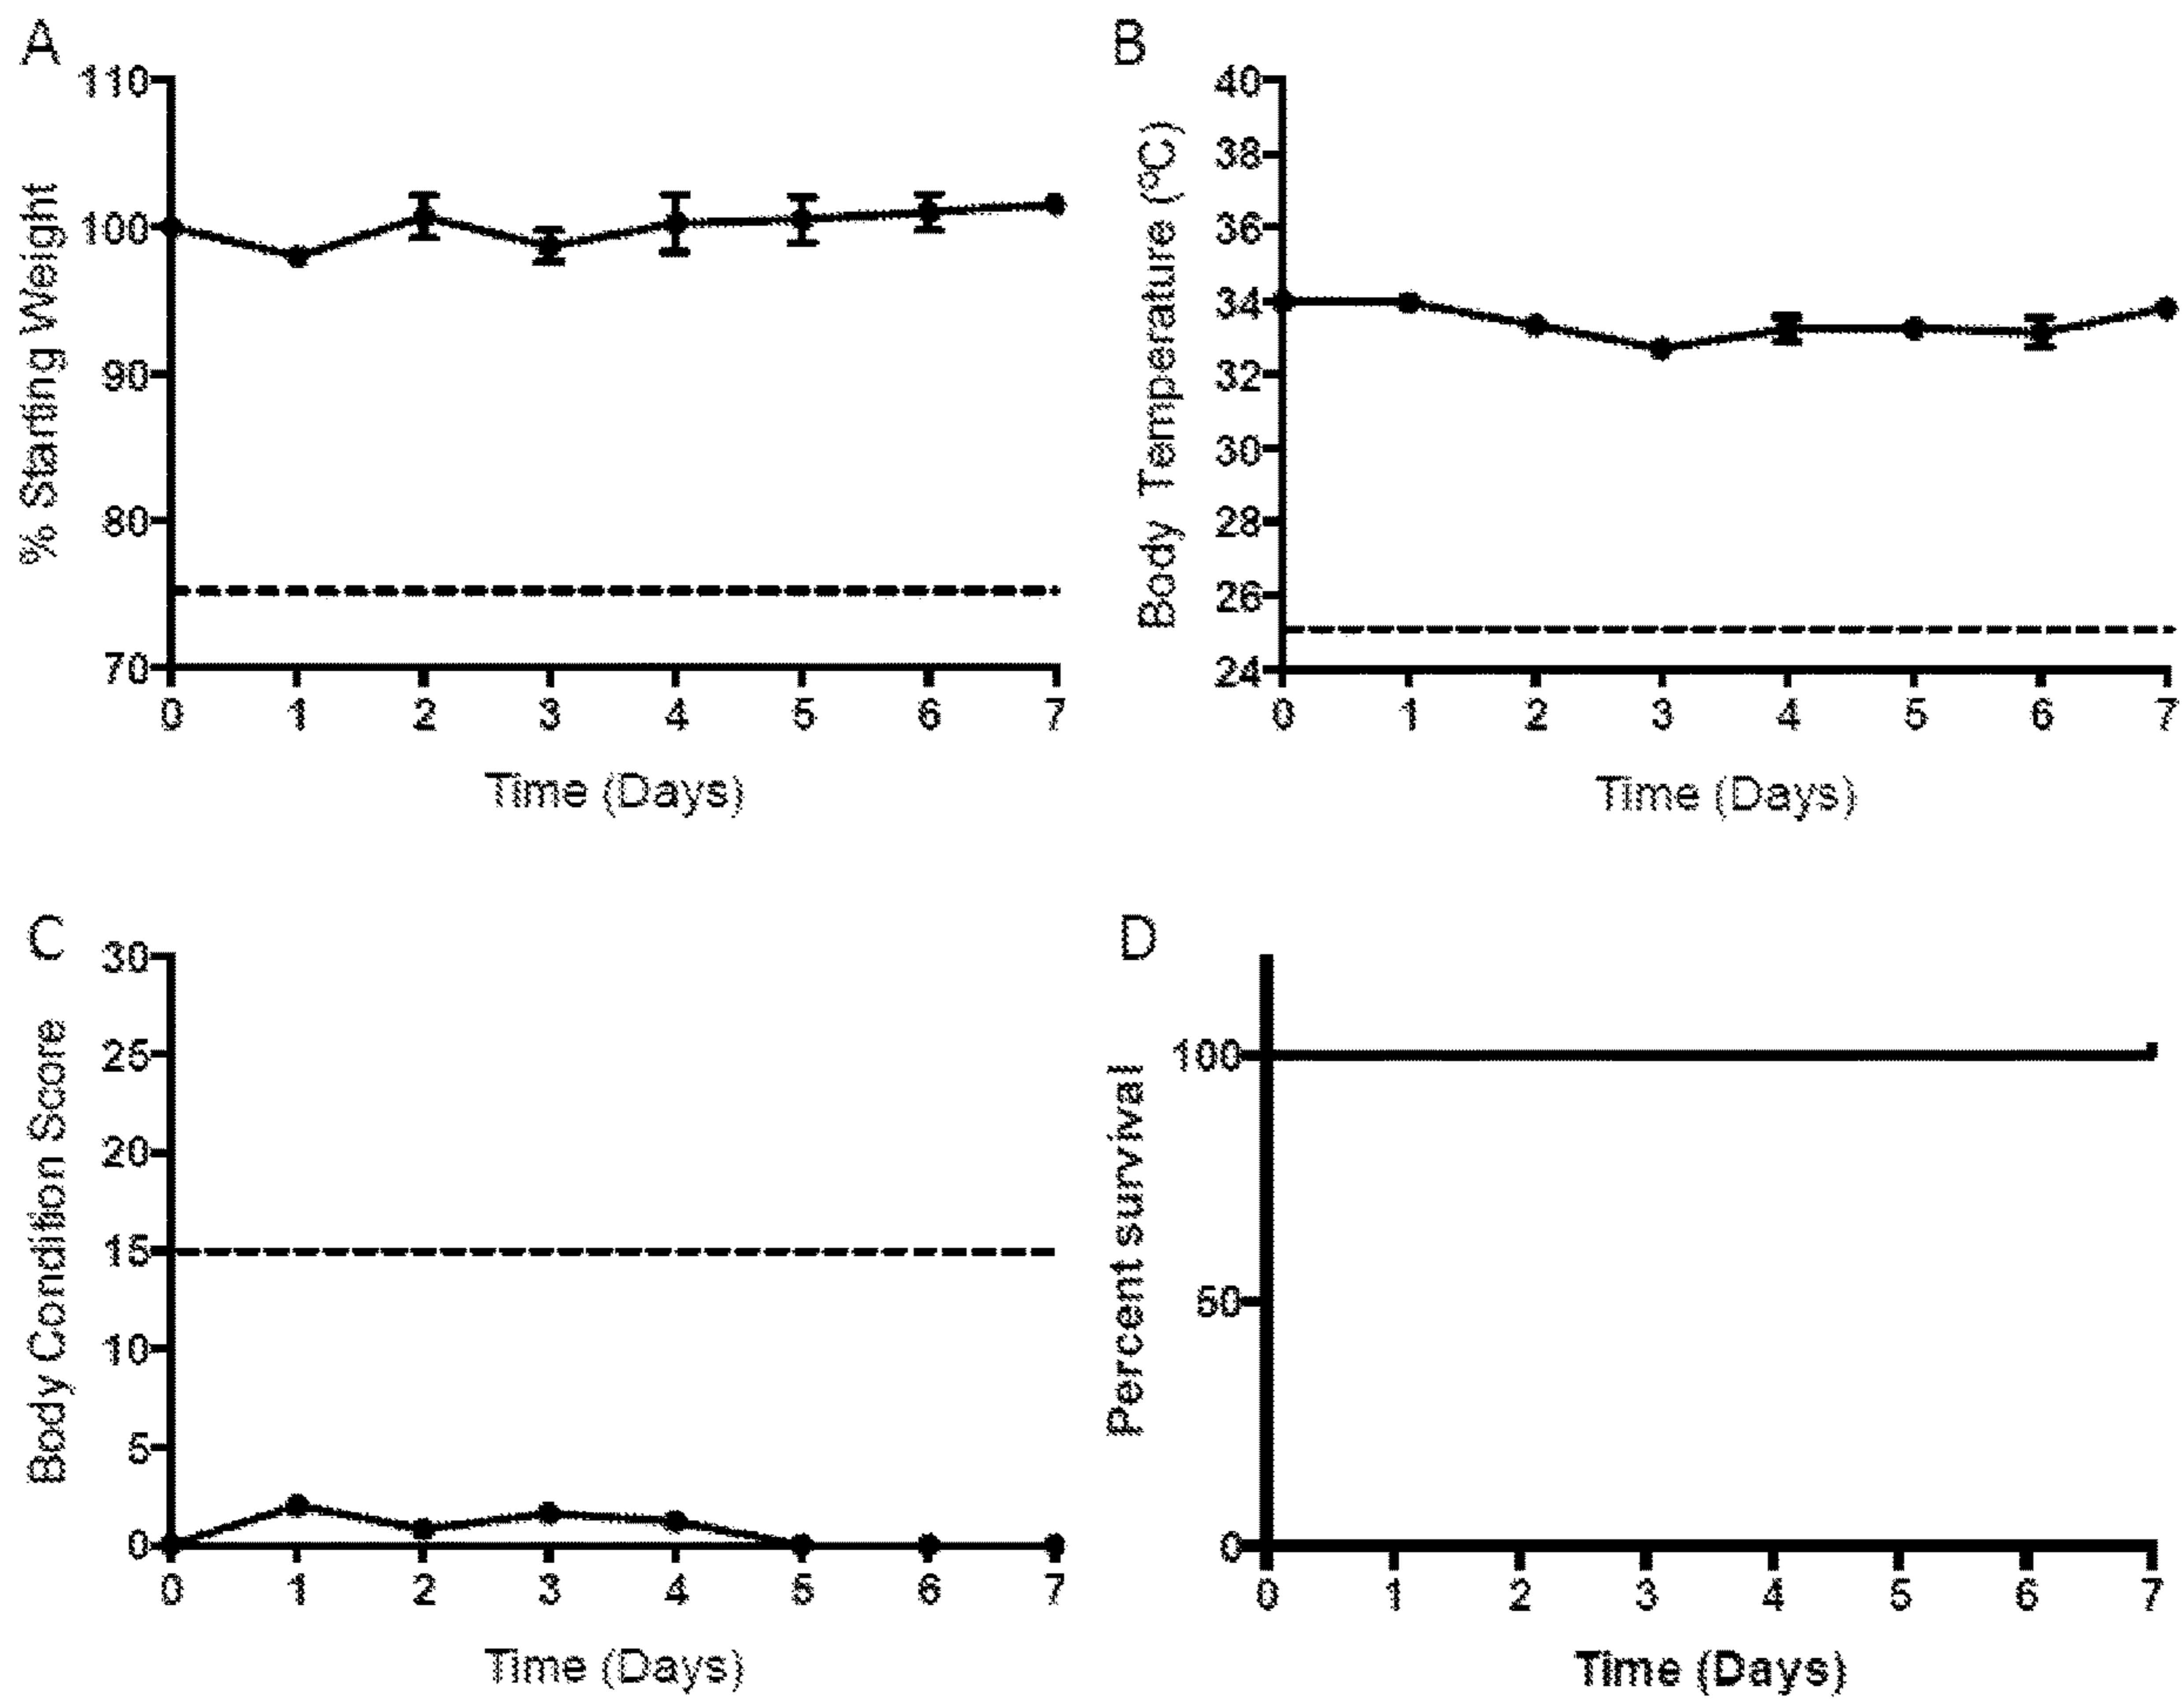 A
110
100
90
80
70
% Starting Weight
0 1 2 3 4 5 6 7
Time (Days)
B
40
38
36
34
32
30
28
26
24
Body Temperature (ºC)
0 1 2 3 4 5 6 7
Time (Days)
C
30
25
20
15
10
5
0
Body Condition Score
0 1 2 3 4 5 6 7
Time (Days)
D
100
50
0
Percent survival
0 1 2 3 4 5 6 7
Time (Days)